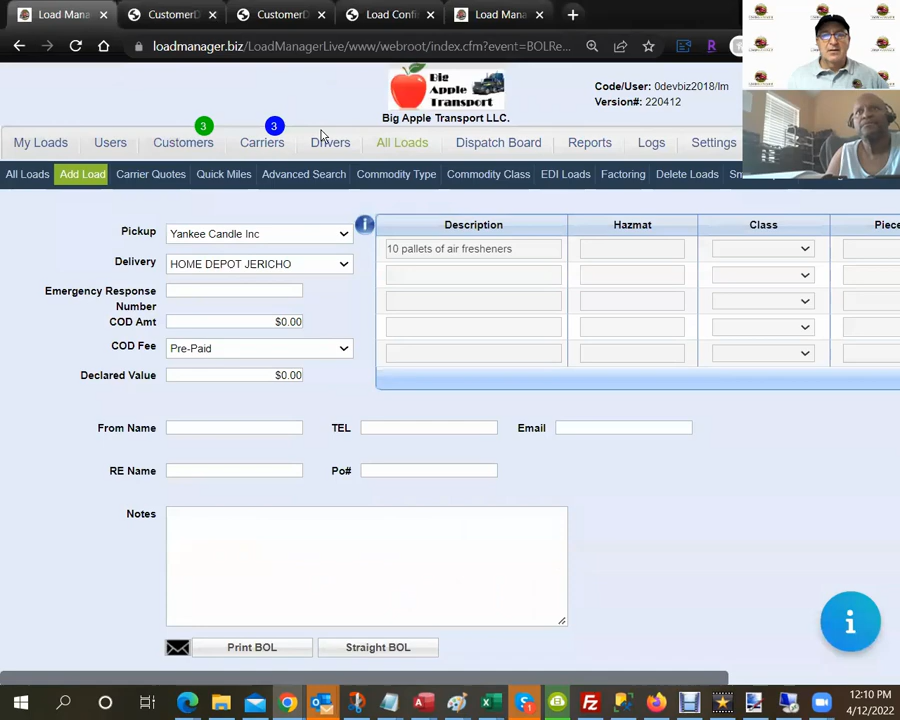 Load Mana
CustomerD
CustomerD
Load Confi
Load Mana
loadmanager.biz/LoadManagerLive/www/webroot/index.cfm?event=BOLRe...
R
Big Apple Transport
Big Apple Transport LLC.
Code/User: 0devbiz2018/lm
Version#: 220412
3
3
My Loads
Users
Customers
Carriers
Drivers
All Loads
Dispatch Board
Reports
Logs
Settings
All Loads
Add Load
Carrier Quotes
Quick Miles
Advanced Search
Commodity Type
Commodity Class
EDI Loads
Factoring
Delete Loads
Sm
Pickup
Yankee Candle Inc
i
Description
Hazmat
Class
Piece
Delivery
HOME DEPOT JERICHO
10 pallets of air fresheners
Emergency Response
Number
COD Amt
$0.00
COD Fee
Pre-Paid
Declared Value
$0.00
From Name
TEL
Email
RE Name
Po#
Notes
i
Print BOL
Straight BOL
12:10 PM
4/12/2022